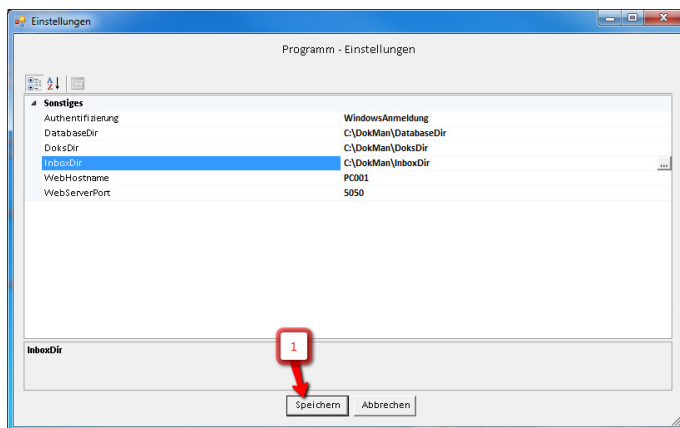 Einstellungen
Programm - Einstellungen
Sonstiges
Authentifizierung WindowsAnmeldung
DatabaseDir C:\DokMan\DatabaseDir
DoksDir C:\DokMan\DoksDir
InboxDir C:\DokMan\InboxDir ...
WebHostname PC001
WebServerPort 5050
InboxDir
1
Speichern Abbrechen